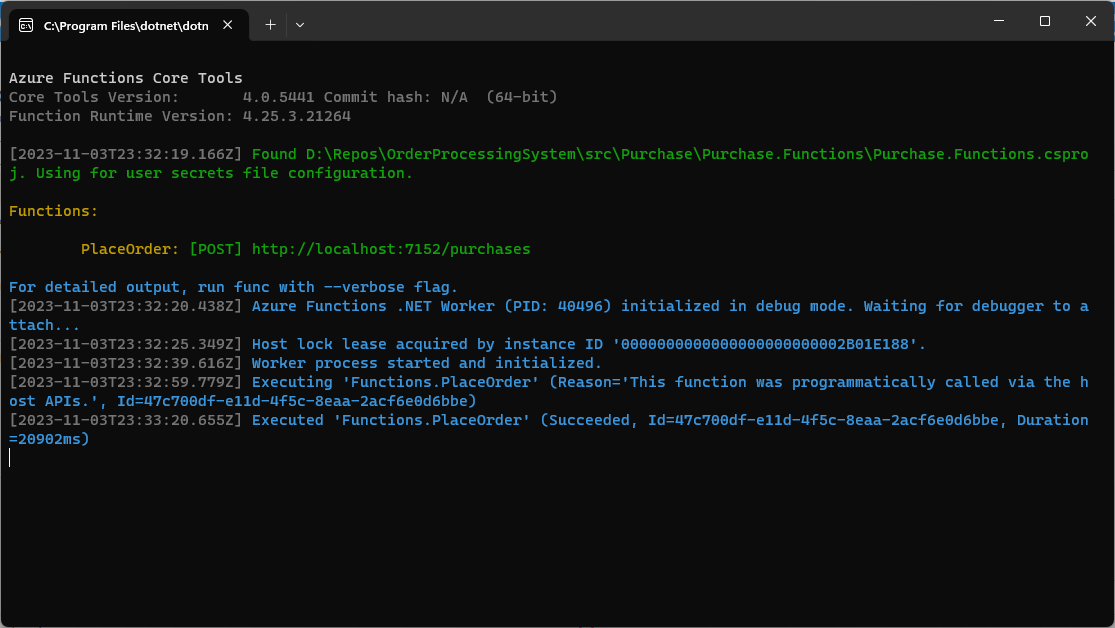 C:\Program Files\dotnet\dotn
Azure Functions Core Tools
Core Tools Version:       4.0.5441 Commit hash: N/A  (64-bit)
Function Runtime Version: 4.25.3.21264
[2023-11-03T23:32:19.166Z] Found D:\Repos\OrderProcessingSystem\src\Purchase\Purchase.Functions\Purchase.Functions.cspro
j. Using for user secrets file configuration.
Functions:
PlaceOrder: [POST] http://localhost:7152/purchases
For detailed output, run func with --verbose flag.
[2023-11-03T23:32:20.438Z] Azure Functions .NET Worker (PID: 40496) initialized in debug mode. Waiting for debugger to a
ttach...
[2023-11-03T23:32:25.349Z] Host lock lease acquired by instance ID '0000000000000000000000002B01E188'.
[2023-11-03T23:32:39.616Z] Worker process started and initialized.
[2023-11-03T23:32:59.779Z] Executing 'Functions.PlaceOrder' (Reason='This function was programmatically called via the h
ost APIs.', Id=47c700df-e11d-4f5c-8eaa-2acf6e0d6bbe)
[2023-11-03T23:33:20.655Z] Executed 'Functions.PlaceOrder' (Succeeded, Id=47c700df-e11d-4f5c-8eaa-2acf6e0d6bbe, Duration
=20902ms)